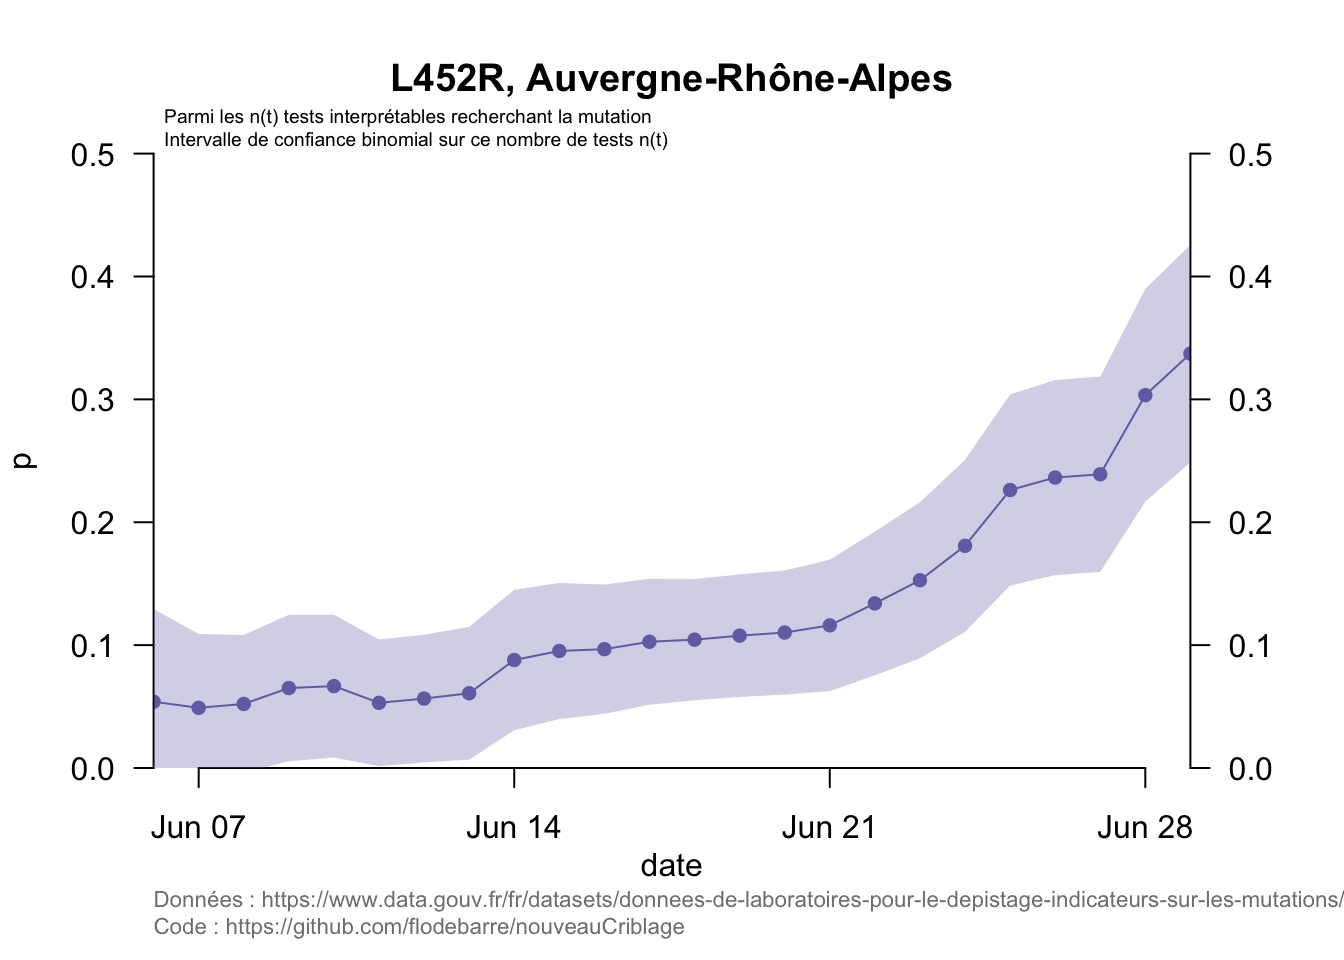 L452R, Auvergne-Rhône-Alpes
Parmi les n(t) tests interprétables recherchant la mutation
Intervalle de confiance binomial sur ce nombre de tests n(t)
0.5
0.4
0.3
0.2
0.1
0.0
p
0.5
0.4
0.3
0.2
0.1
0.0
Jun 07 Jun 14 Jun 21 Jun 28
date
Données : https://www.data.gouv.fr/fr/datasets/donnees-de-laboratoires-pour-le-depistage-indicateurs-sur-les-mutations/
Code : https://github.com/flodebarre/nouveauCriblage